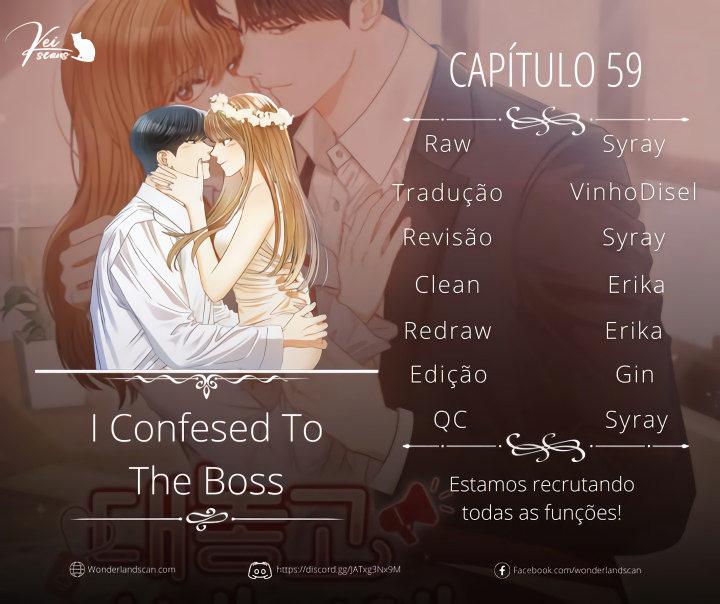 Vei
scans
CAPÍTULO 59
Raw Syray
Tradução VinhoDisel
Revisão Syray
Clean Erika
Redraw Erika
Edição Gin
QC Syray
I Confesed To
The Boss
Estamos recrutando
todas as funções!
Wonderlandscan.com
https://discord.gg/JATxg3Nx9M
Facebook.com/wonderlandscan